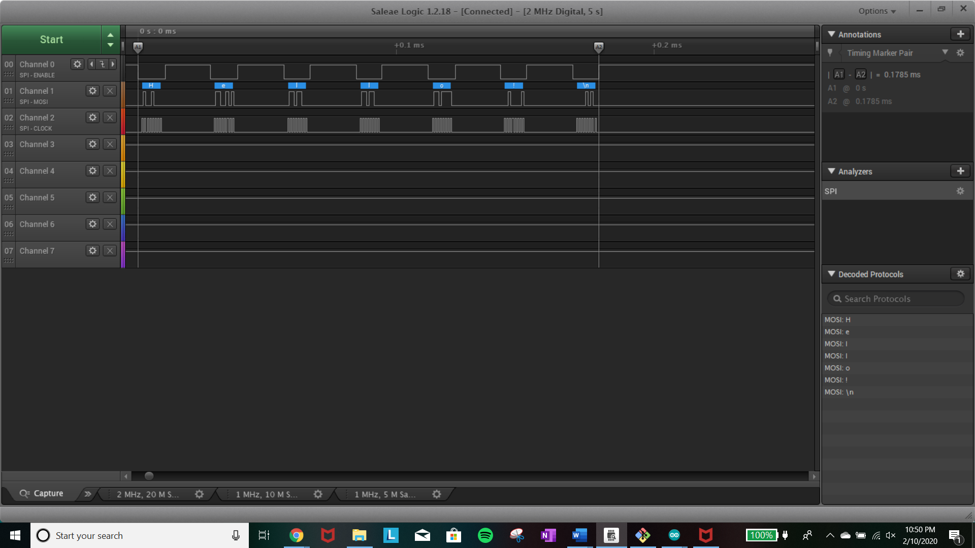 Saleae Logic 1.2.18 - [Connected] - [2 MHz Digital, 5 s]
Options
Start
0 s : 0 ms
A1
+0.1 ms
A2
+0.2 ms
00 Channel 0
SPI - ENABLE
01 Channel 1
SPI - MOSI
H e l l o ! \n
02 Channel 2
SPI - CLOCK
03 Channel 3
04 Channel 4
05 Channel 5
06 Channel 6
07 Channel 7
Annotations
Timing Marker Pair
| A1 - A2 | = 0.1785 ms
A1 @ 0 s
A2 @ 0.1785 ms
Analyzers
SPI
Decoded Protocols
Search Protocols
MOSI: H
MOSI: e
MOSI: l
MOSI: l
MOSI: o
MOSI: !
MOSI: \n
Capture
2 MHz, 20 M S...
1 MHz, 10 M S...
1 MHz, 5 M Sa...
Start your search
100%
10:50 PM
2/10/2020